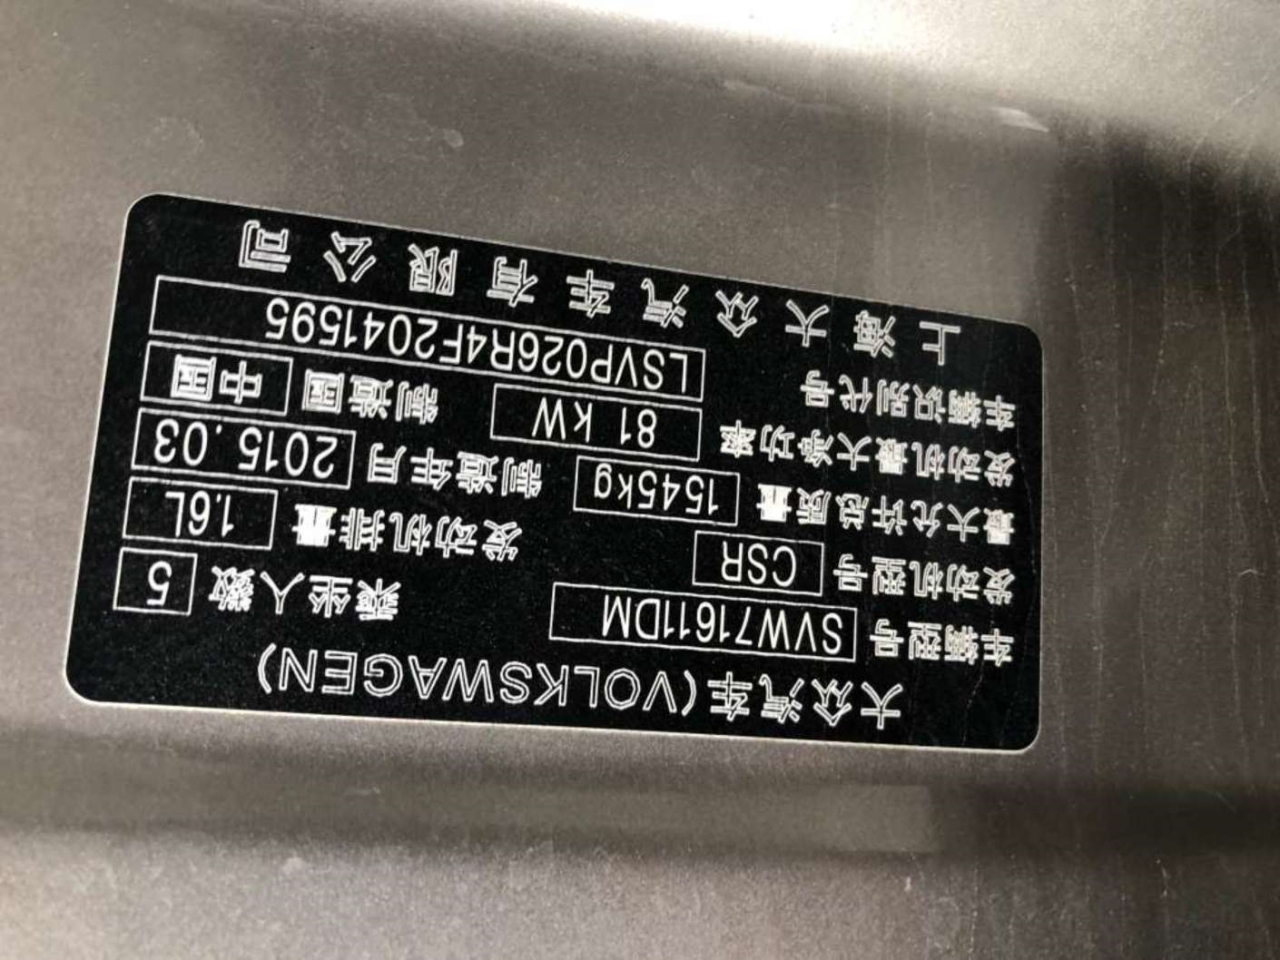 大众汽车(VOLKSWAGEN)
车辆型号 SVW71611DM 乘坐人数 5
发动机型号 CSR 发动机排量 1.6L
最大允许总质量 1545kg 制造年月 2015.03
发动机最大净功率 81 kW 制造国 中国
车辆识别代号 LSVP026R4F2041595
上海大众汽车有限公司